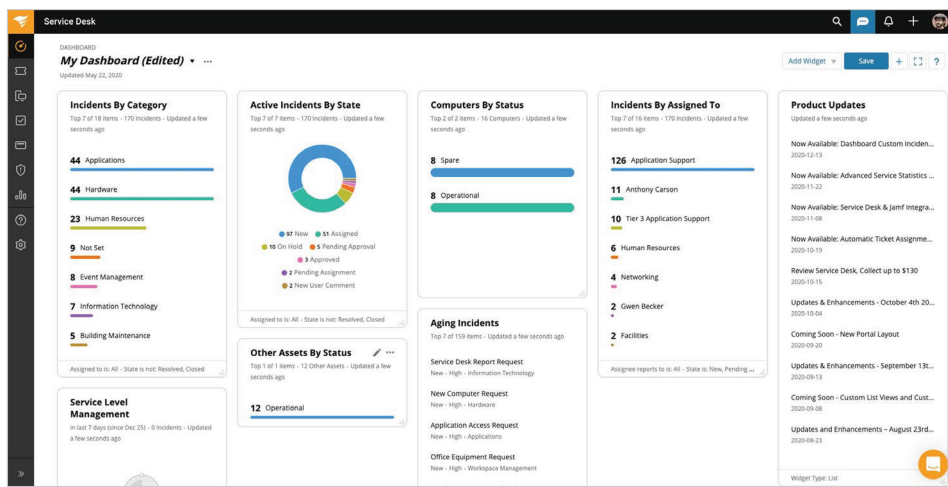 Service Desk
DASHBOARD
My Dashboard (Edited)
Updated May 22, 2020
Add Widget
Save
+
?
Incidents By Category
Top 7 of 18 items - 170 Incidents - Updated a few
seconds ago
44 Applications
44 Hardware
23 Human Resources
9 Not Set
8 Event Management
7 Information Technology
5 Building Maintenance
Assigned to is: All - State is not: Resolved, Closed
Service Level
Management
in last 7 days (since Dec 25) - 0 Incidents - Updated
a few seconds ago
Active Incidents By State
Top 7 of 7 items - 170 Incidents - Updated a few
seconds ago
97 New 51 Assigned
10 On Hold 5 Pending Approval
3 Approved
2 Pending Assignment
2 New User Comment
Assigned to is: All - State is not: Resolved, Closed
Other Assets By Status
Top 1 of 1 items - 12 Other Assets - Updated a few
seconds ago
12 Operational
Computers By Status
Top 2 of 2 items - 16 Computers - Updated a few
seconds ago
8 Spare
8 Operational
Aging Incidents
Top 7 of 159 items - Updated a few seconds ago
Service Desk Report Request
New - High - Information Technology
New Computer Request
New - High - Hardware
Application Access Request
New - High - Applications
Office Equipment Request
New - High - Workspace Management
Incidents By Assigned To
Top 7 of 16 items - 170 Incidents - Updated a few
seconds ago
126 Application Support
11 Anthony Carson
10 Tier 3 Application Support
6 Human Resources
4 Networking
2 Gwen Becker
2 Facilities
Assignee reports to is: All - State is: New, Pending ...
Product Updates
Updated a few seconds ago
Now Available: Dashboard Custom Inciden...
2020-12-13
Now Available: Advanced Service Statistics ...
2020-11-22
Now Available: Service Desk & Jamf Integra...
2020-11-08
Now Available: Automatic Ticket Assignme...
2020-10-19
Review Service Desk, Collect up to $130
2020-10-15
Updates & Enhancements - October 4th 20...
2020-10-04
Coming Soon - New Portal Layout
2020-09-20
Updates & Enhancements - September 13t...
2020-09-13
Coming Soon - Custom List Views and Cust...
2020-09-08
Updates and Enhancements – August 23rd...
2020-08-23
Widget Type: List